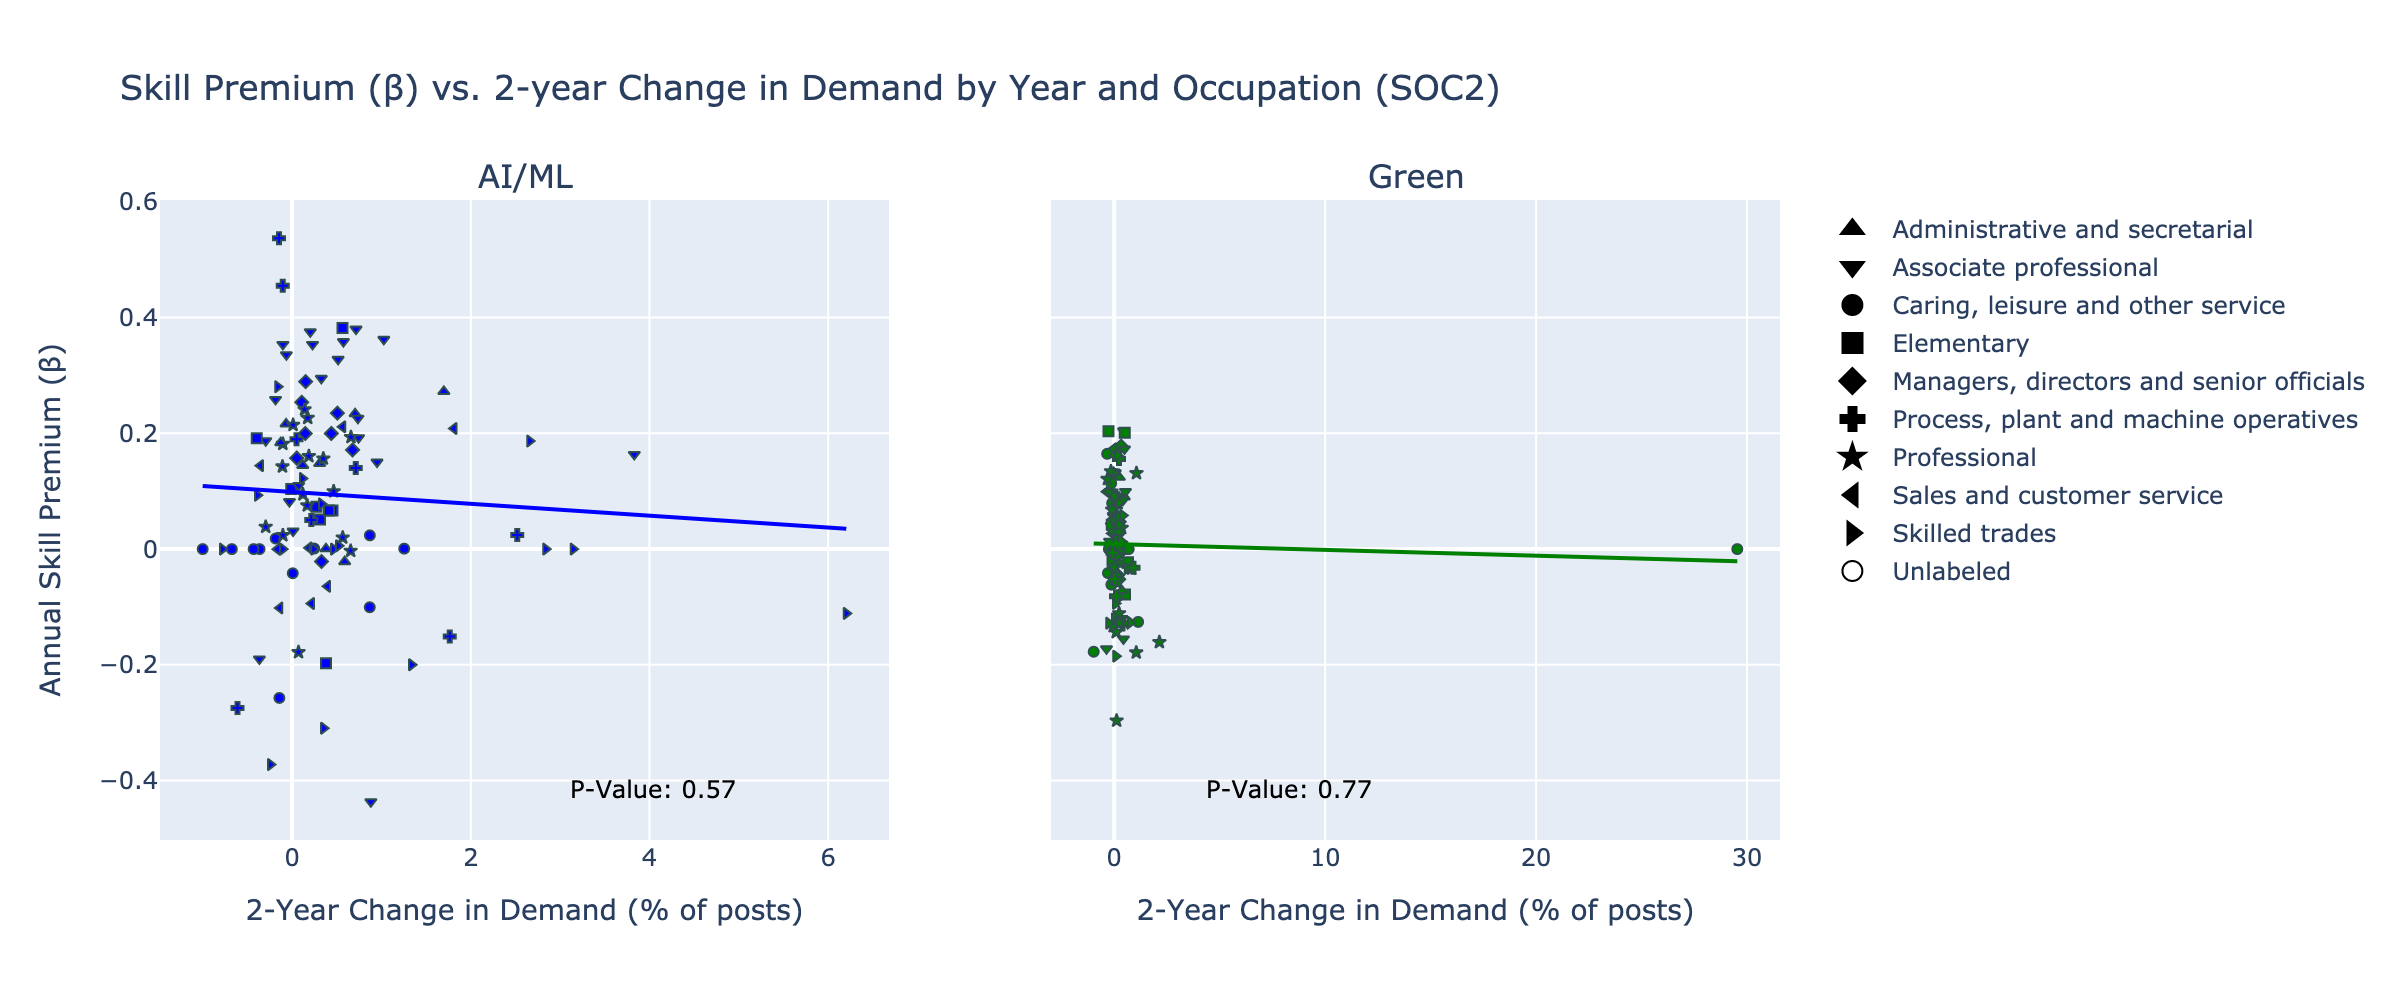 Skill Premium (β) vs. 2-year Change in Demand by Year and Occupation (SOC2)
AI/ML
Green
0.6
0.4
0.2
0
−0.2
−0.4
Annual Skill Premium (β)
P-Value: 0.57
P-Value: 0.77
0 2 4 6
0 10 20 30
2-Year Change in Demand (% of posts)
2-Year Change in Demand (% of posts)
Administrative and secretarial
Associate professional
Caring, leisure and other service
Elementary
Managers, directors and senior officials
Process, plant and machine operatives
Professional
Sales and customer service
Skilled trades
Unlabeled